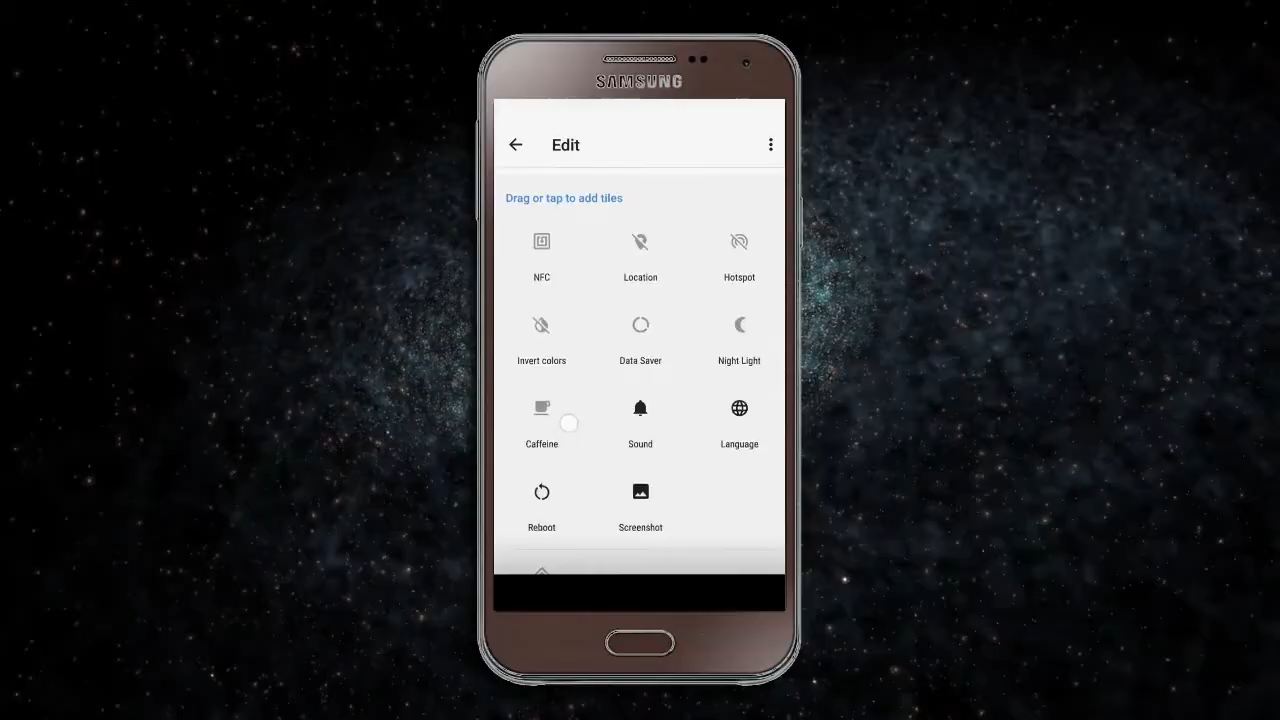 SAMSUNG
Edit
Drag or tap to add tiles
NFC
Location
Hotspot
Invert colors
Data Saver
Night Light
Caffeine
Sound
Language
Reboot
Screenshot